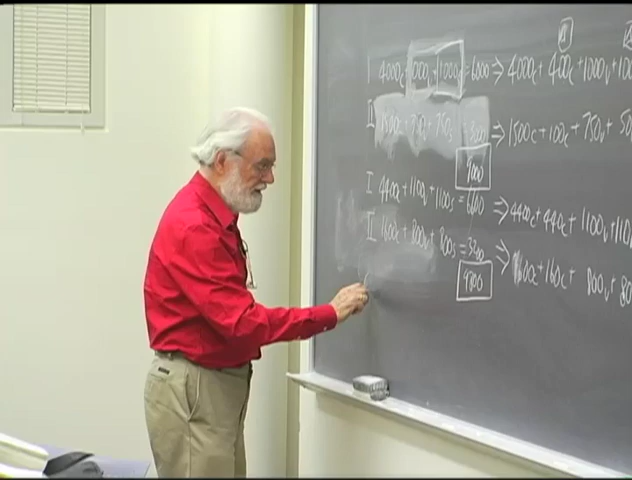 I 4000c + 1000v + 1000s = 6000 ⇒ 4000c + 400c + 1000v + 100
II 1500c + 750v + 750s = 3000 ⇒ 1500c + 100c + 750v + 50
9000
I 4400c + 1100v + 1100s = 6600 ⇒ 4400c + 440c + 1100v + 110
II 1600c + 800v + 800s = 3200 ⇒ 1600c + 160c + 800v + 80
9800